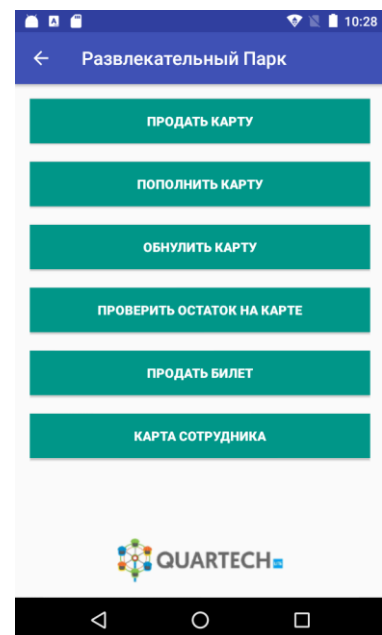 10:28
Развлекательный Парк
ПРОДАТЬ КАРТУ
ПОПОЛНИТЬ КАРТУ
ОБНУЛИТЬ КАРТУ
ПРОВЕРИТЬ ОСТАТОК НА КАРТЕ
ПРОДАТЬ БИЛЕТ
КАРТА СОТРУДНИКА
QUARTECH